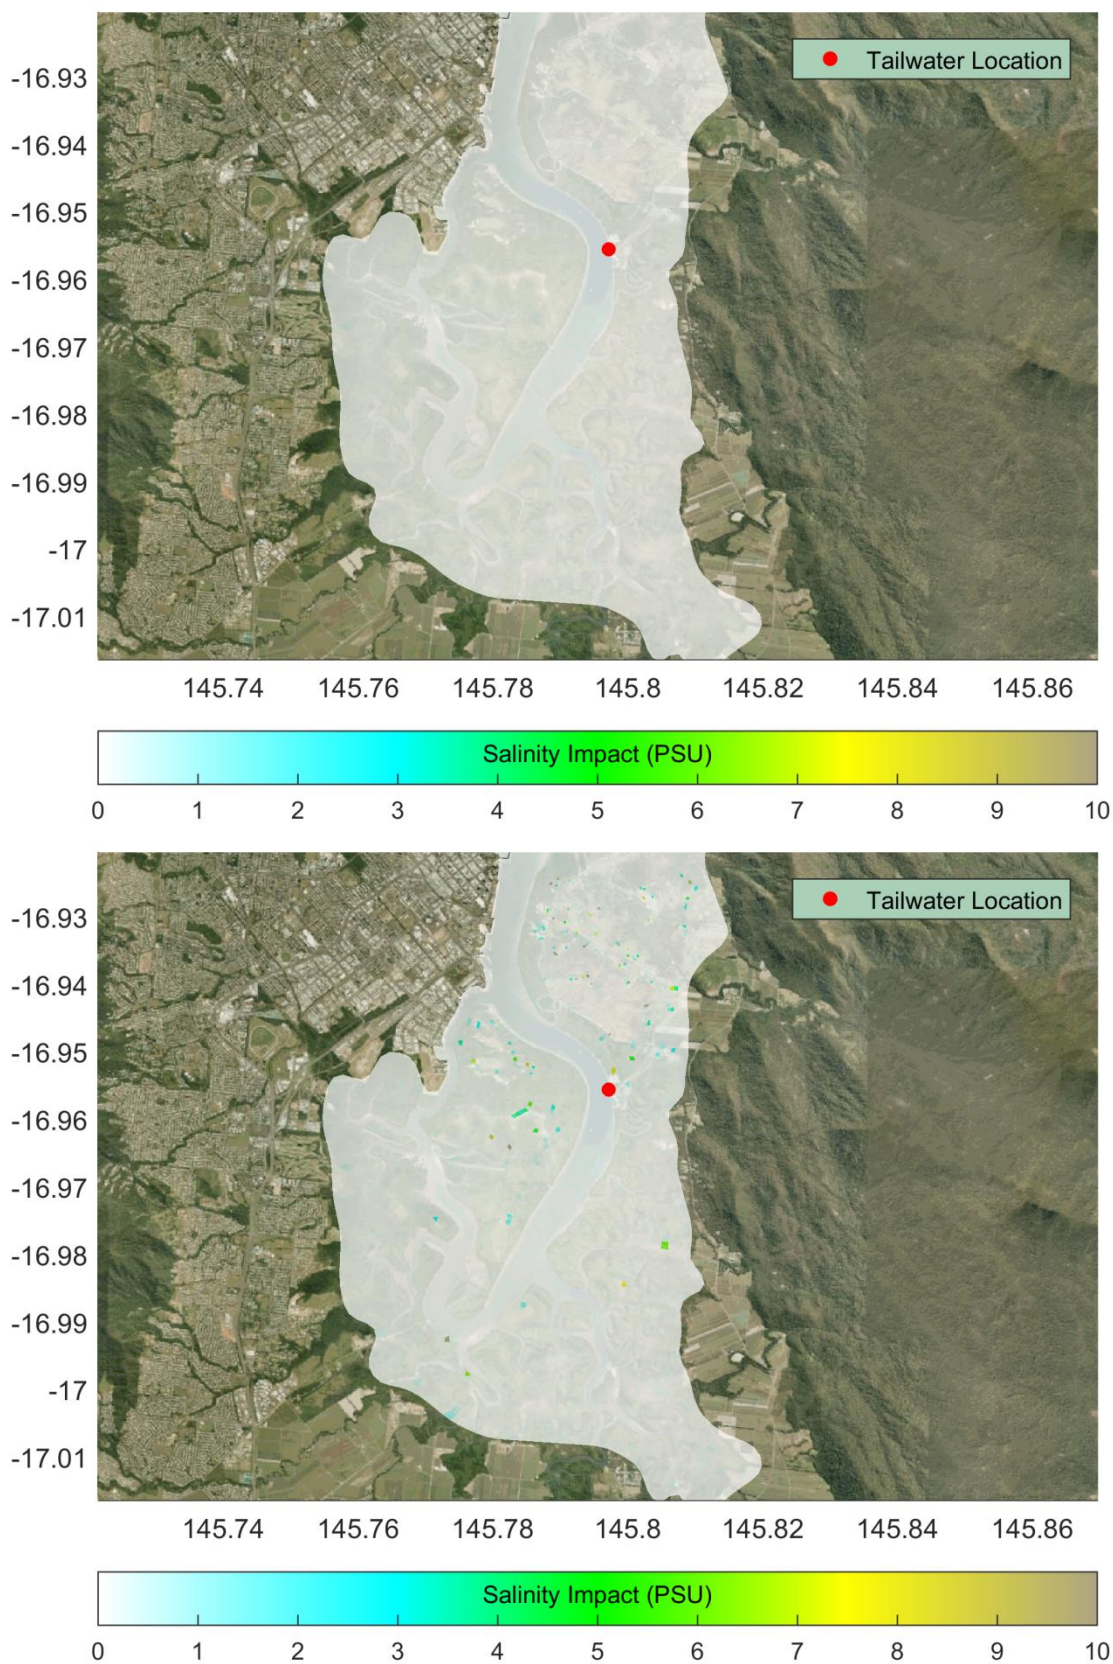 Tailwater Location
-16.93
-16.94
-16.95
-16.96
-16.97
-16.98
-16.99
-17
-17.01
145.74 145.76 145.78 145.8 145.82 145.84 145.86
Salinity Impact (PSU)
0 1 2 3 4 5 6 7 8 9 10
Tailwater Location
-16.93
-16.94
-16.95
-16.96
-16.97
-16.98
-16.99
-17
-17.01
145.74 145.76 145.78 145.8 145.82 145.84 145.86
Salinity Impact (PSU)
0 1 2 3 4 5 6 7 8 9 10